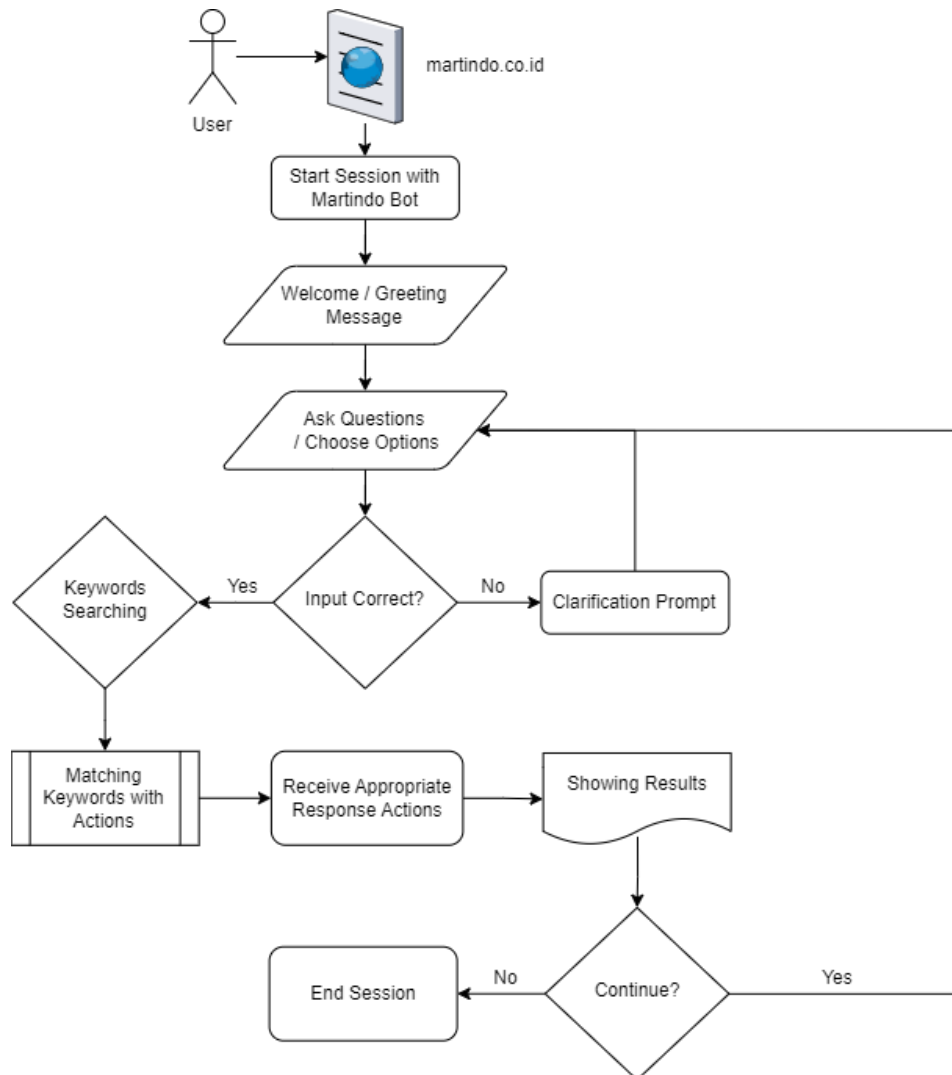 martindo.co.id
User
Start Session with
Martindo Bot
Welcome / Greeting
Message
Ask Questions
/ Choose Options
Keywords
Searching
Yes
Input Correct?
No
Clarification Prompt
Matching
Keywords with
Actions
Receive Appropriate
Response Actions
Showing Results
End Session
No
Continue?
Yes